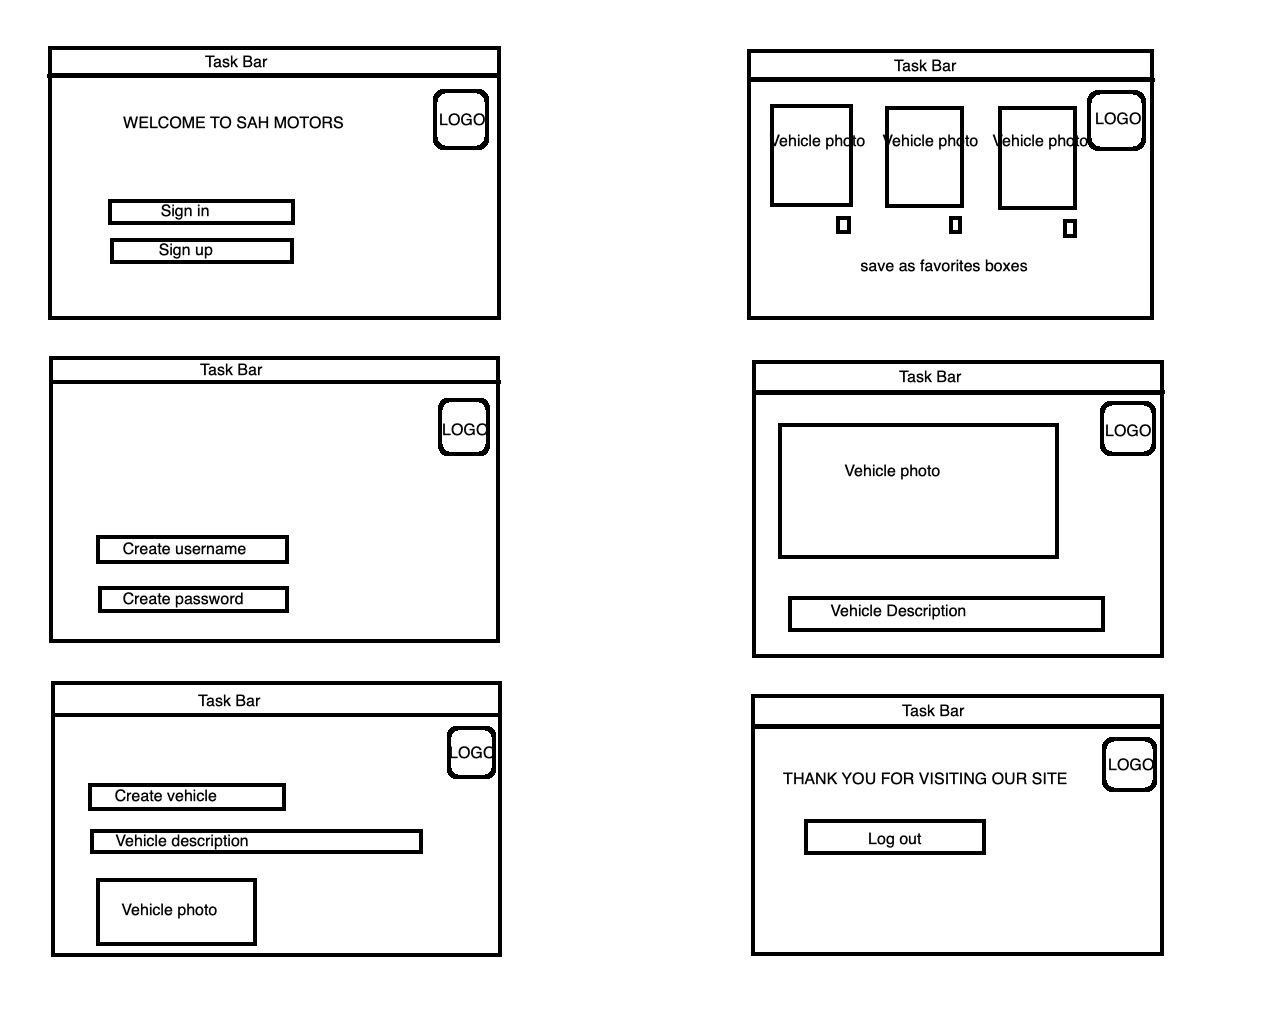 Task Bar
WELCOME TO SAH MOTORS
LOGO
Sign in
Sign up
Task Bar
LOGO
Vehicle photo
Vehicle photo
Vehicle photo
save as favorites boxes
Task Bar
LOGO
Create username
Create password
Task Bar
LOGO
Vehicle photo
Vehicle Description
Task Bar
LOGO
Create vehicle
Vehicle description
Vehicle photo
Task Bar
LOGO
THANK YOU FOR VISITING OUR SITE
Log out